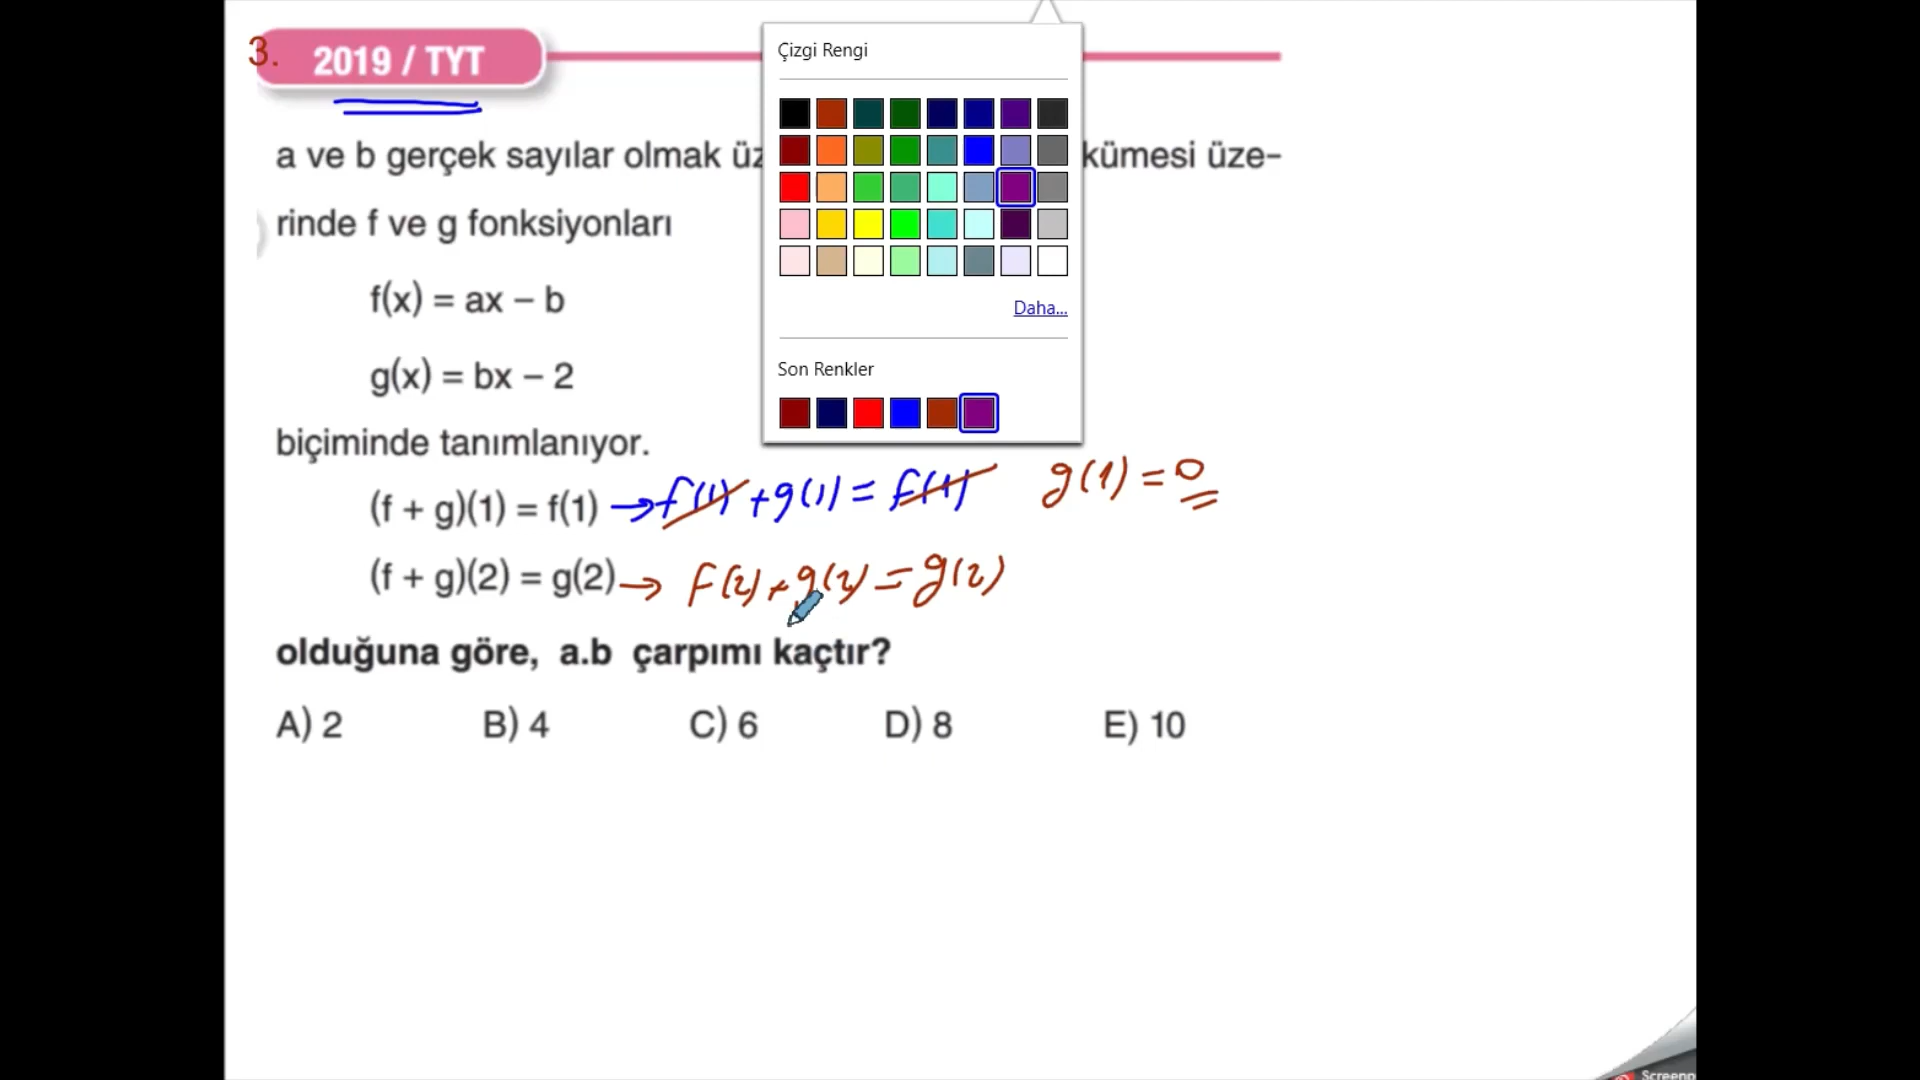 3. 2019 / TYT
Çizgi Rengi
a ve b gerçek sayılar olmak üz kümesi üze-
rinde f ve g fonksiyonları
f(x) = ax – b
Daha...
g(x) = bx – 2
Son Renkler
biçiminde tanımlanıyor.
(f + g)(1) = f(1) → f(1) + g(1) = f(1) g(1) = 0
(f + g)(2) = g(2) → f(2) + g(2) = g(2)
olduğuna göre, a.b çarpımı kaçtır?
A) 2 B) 4 C) 6 D) 8 E) 10